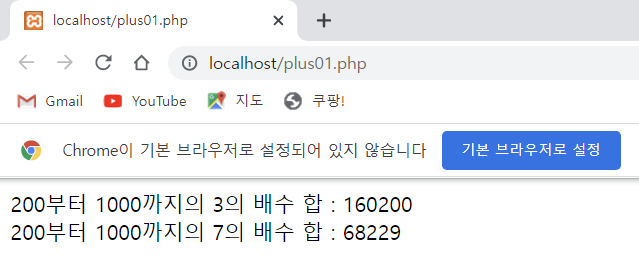 localhost/plus01.php
localhost/plus01.php
Gmail YouTube 지도 쿠팡!
Chrome이 기본 브라우저로 설정되어 있지 않습니다 기본 브라우저로 설정
200부터 1000까지의 3의 배수 합 : 160200
200부터 1000까지의 7의 배수 합 : 68229